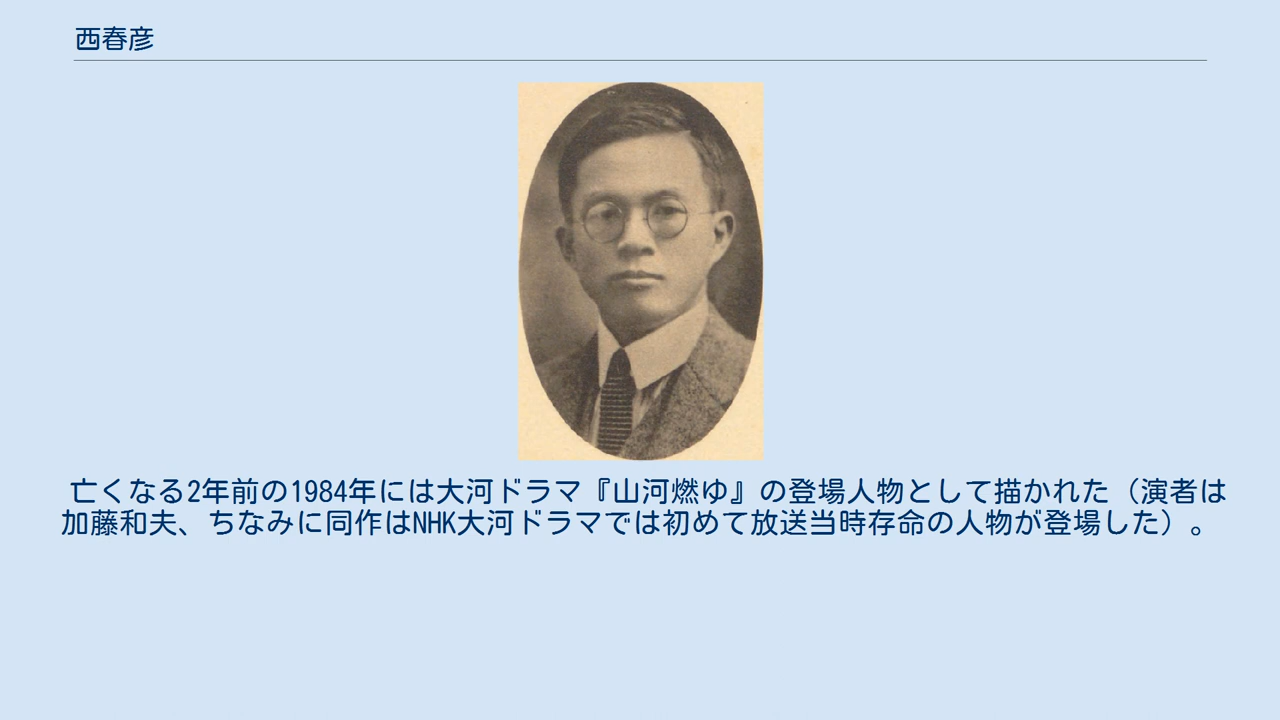 西春彦
亡くなる2年前の1984年には大河ドラマ『山河燃ゆ』の登場人物として描かれた（演者は
加藤和夫、ちなみに同作はNHK大河ドラマでは初めて放送当時存命の人物が登場した）。